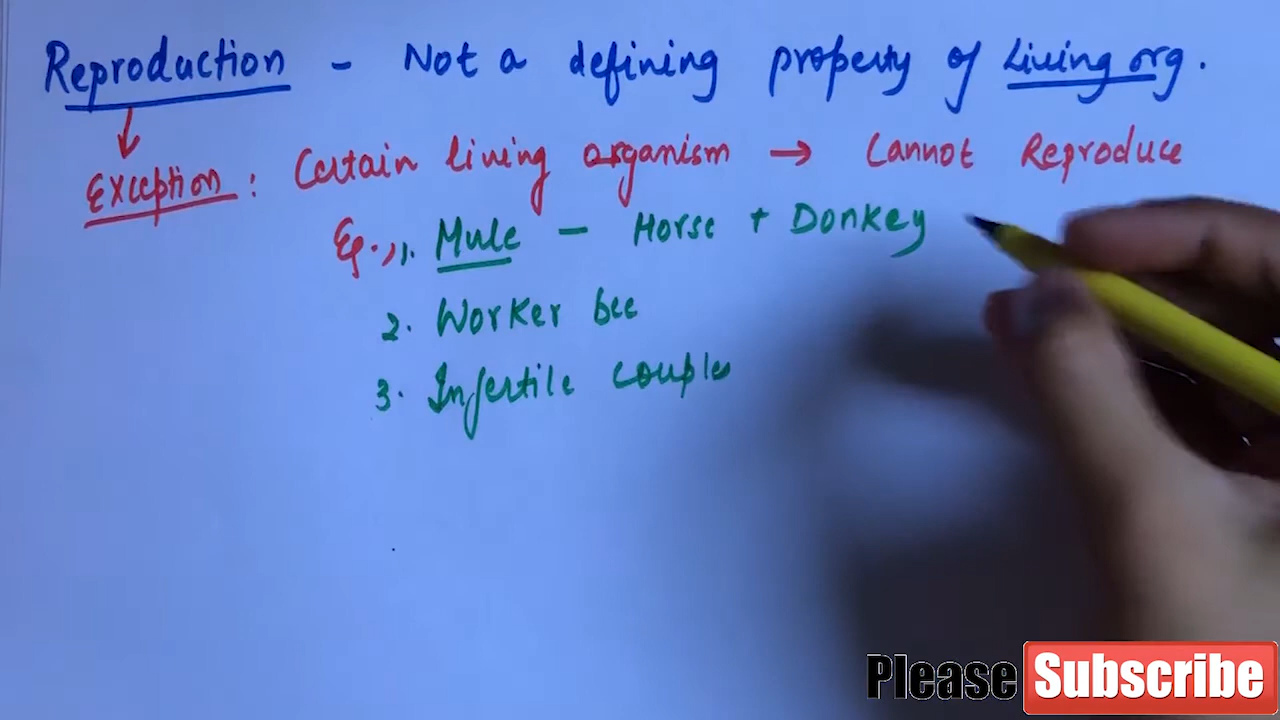 Reproduction - Not a defining property of Living org.
Exception: Certain living organism → Cannot Reproduce
Eg., 1. Mule - Horse + Donkey
2. Worker bee
3. Infertile couples
Please Subscribe